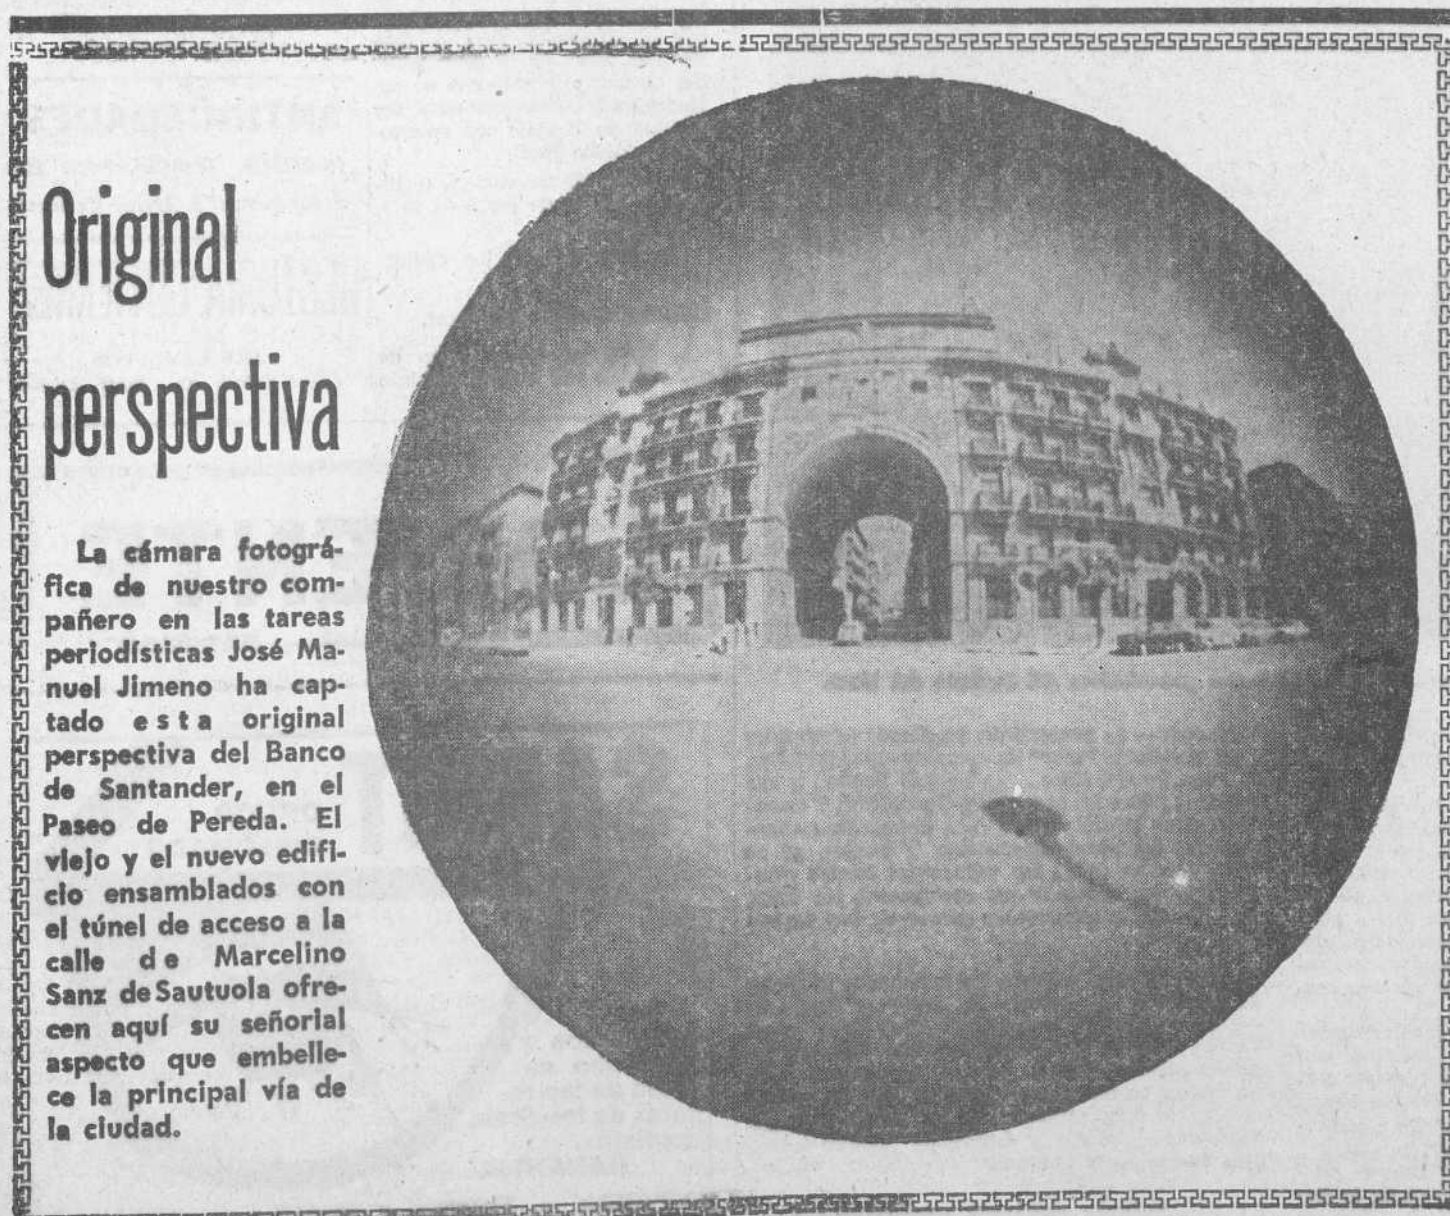 Original
perspectiva
La cámara fotográ-
fica de nuestro com-
pañero en las tareas
periodísticas José Ma-
nuel Jimeno ha cap-
tado esta original
perspectiva del Banco
de Santander, en el
Paseo de Pereda. El
viejo y el nuevo edifi-
cio ensamblados con
el túnel de acceso a la
calle de Marcelino
Sanz de Sautuola ofre-
cen aquí su señorial
aspecto que embelle-
ce la principal vía de
la ciudad.